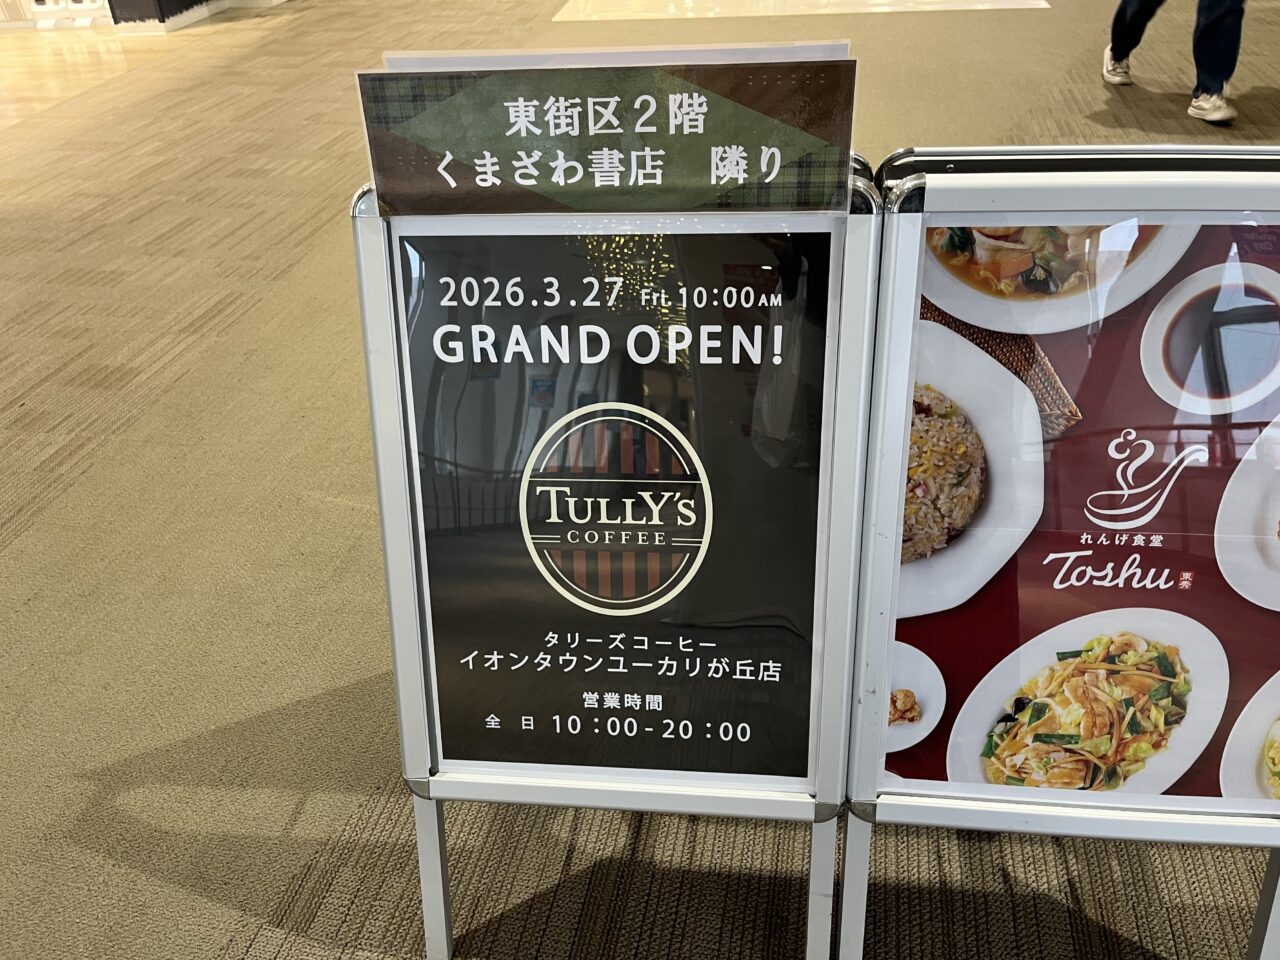 東街区2階
くまざわ書店 隣り
2026.3.27 Fri. 10:00AM
GRAND OPEN!
TULLY'S
COFFEE
タリーズコーヒー
イオンタウンユーカリが丘店
営業時間
全 日 10:00-20:00
れんげ食堂
Toshu
東秀